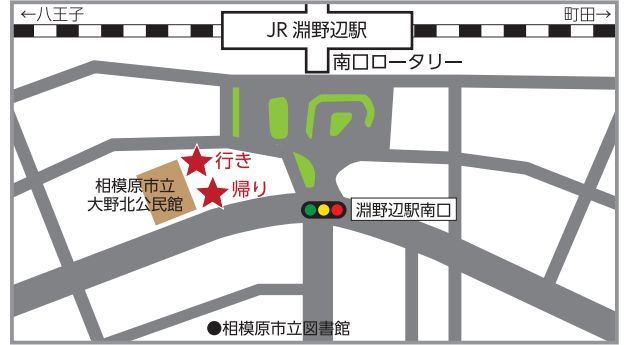 ←八王子
町田→
JR 淵野辺駅
南口ロータリー
行き
相模原市立
大野北公民館
帰り
淵野辺駅南口
●相模原市立図書館